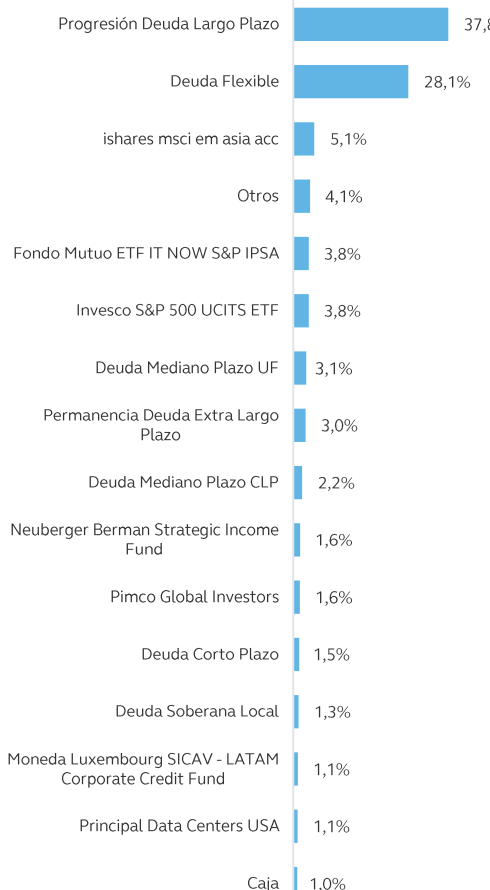 Progresión Deuda Largo Plazo 37,8
Deuda Flexible 28,1%
ishares msci em asia acc 5,1%
Otros 4,1%
Fondo Mutuo ETF IT NOW S&P IPSA 3,8%
Invesco S&P 500 UCITS ETF 3,8%
Deuda Mediano Plazo UF 3,1%
Permanencia Deuda Extra Largo
Plazo 3,0%
Deuda Mediano Plazo CLP 2,2%
Neuberger Berman Strategic Income
Fund 1,6%
Pimco Global Investors 1,6%
Deuda Corto Plazo 1,5%
Deuda Soberana Local 1,3%
Moneda Luxembourg SICAV - LATAM
Corporate Credit Fund 1,1%
Principal Data Centers USA 1,1%
Caja 1,0%